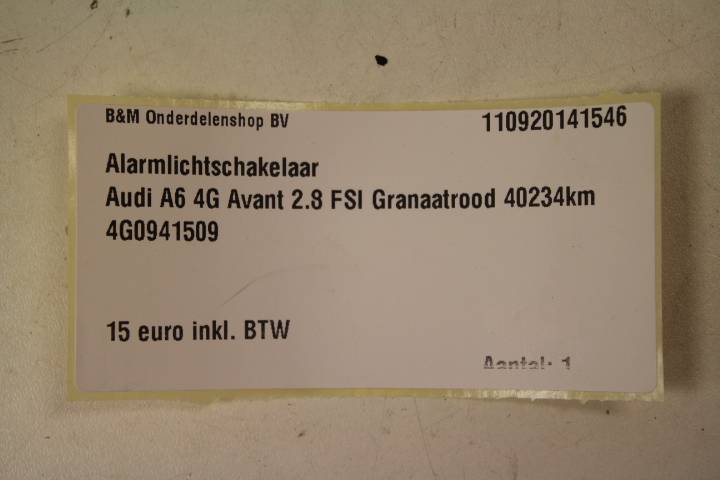 B&M Onderdelenshop BV
110920141546
Alarmlichtschakelaar
Audi A6 4G Avant 2.8 FSI Granaatrood 40234km
4G0941509
15 euro inkl. BTW
Aantal: 1